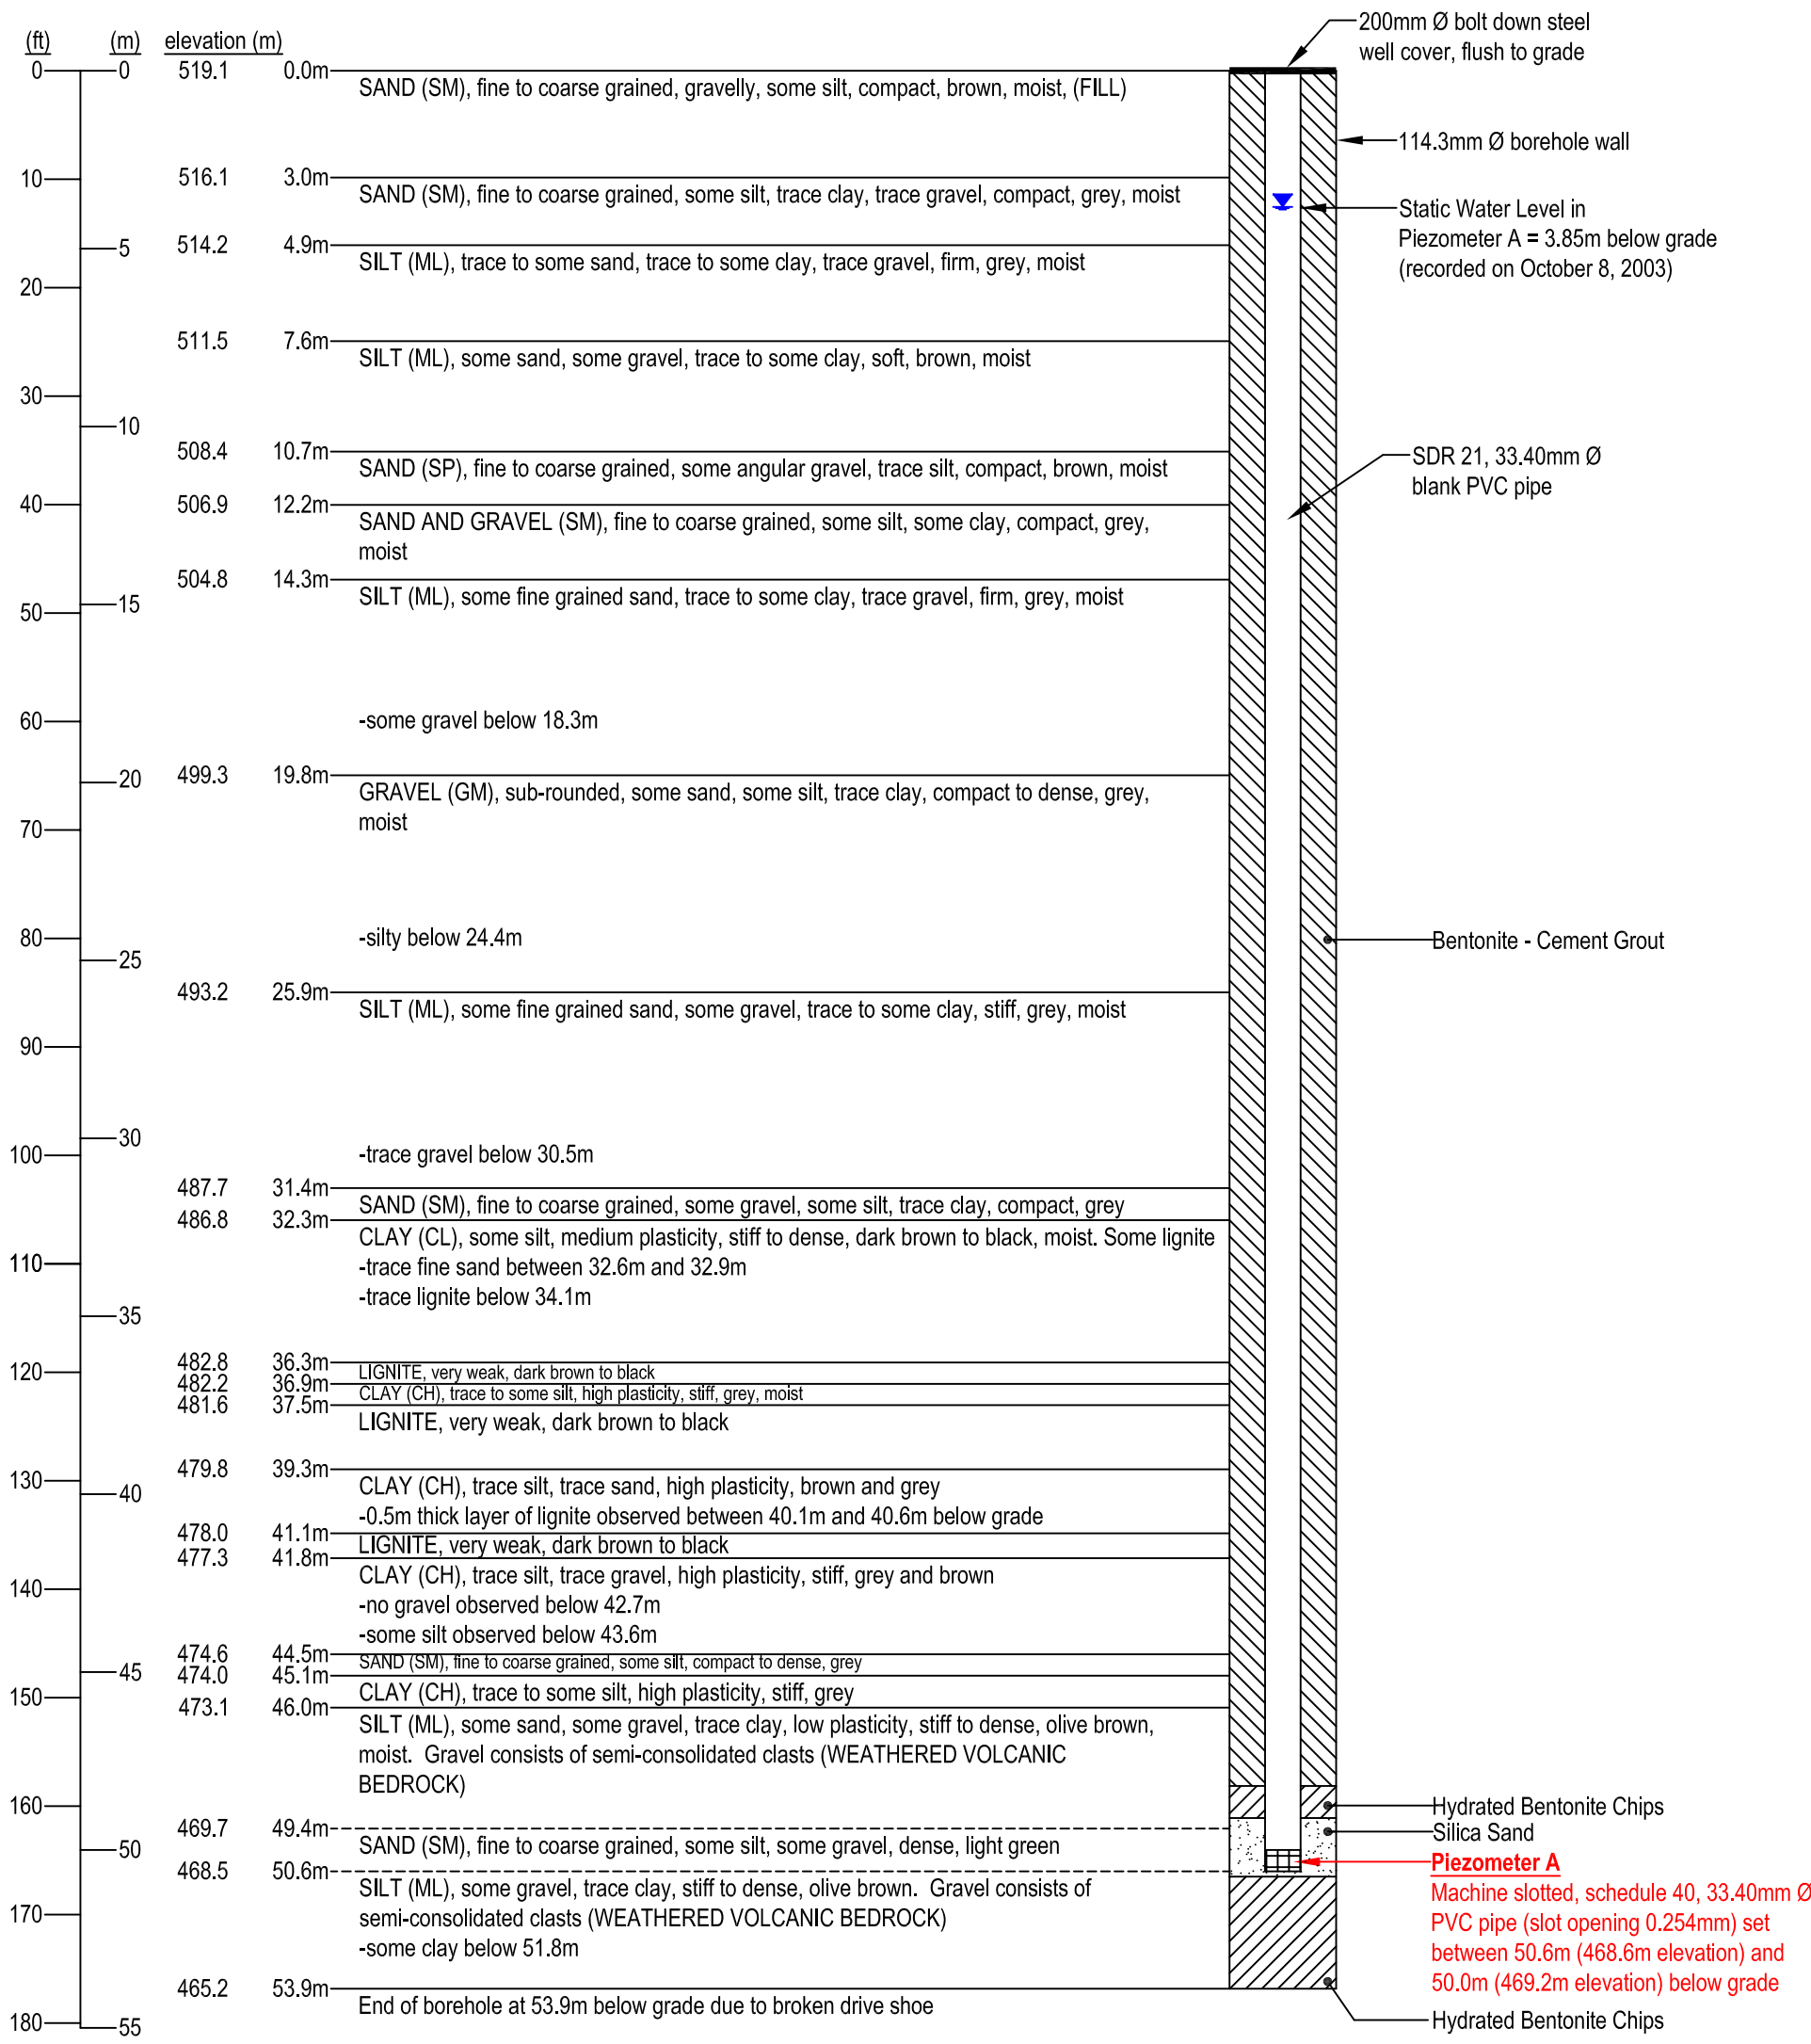 (ft) (m) elevation (m)
200mm Ø bolt down steel
well cover, flush to grade
0 0 519.1 0.0m
SAND (SM), fine to coarse grained, gravelly, some silt, compact, brown, moist, (FILL)
114.3mm Ø borehole wall
10 516.1 3.0m
SAND (SM), fine to coarse grained, some silt, trace clay, trace gravel, compact, grey, moist
Static Water Level in
Piezometer A = 3.85m below grade
(recorded on October 8, 2003)
5 514.2 4.9m
SILT (ML), trace to some sand, trace to some clay, trace gravel, firm, grey, moist
20
511.5 7.6m
SILT (ML), some sand, some gravel, trace to some clay, soft, brown, moist
30
10
508.4 10.7m
SAND (SP), fine to coarse grained, some angular gravel, trace silt, compact, brown, moist
SDR 21, 33.40mm Ø
blank PVC pipe
40 506.9 12.2m
SAND AND GRAVEL (SM), fine to coarse grained, some silt, some clay, compact, grey,
moist
504.8 14.3m
SILT (ML), some fine grained sand, trace to some clay, trace gravel, firm, grey, moist
50 15
60
-some gravel below 18.3m
499.3 19.8m
20
GRAVEL (GM), sub-rounded, some sand, some silt, trace clay, compact to dense, grey,
moist
70
80
-silty below 24.4m
Bentonite - Cement Grout
25
493.2 25.9m
SILT (ML), some fine grained sand, some gravel, trace to some clay, stiff, grey, moist
90
30
100
-trace gravel below 30.5m
487.7 31.4m
SAND (SM), fine to coarse grained, some gravel, some silt, trace clay, compact, grey
486.8 32.3m
CLAY (CL), some silt, medium plasticity, stiff to dense, dark brown to black, moist. Some lignite
110
-trace fine sand between 32.6m and 32.9m
-trace lignite below 34.1m
35
482.8 36.3m
120
LIGNITE, very weak, dark brown to black
482.2 36.9m
CLAY (CH), trace to some silt, high plasticity, stiff, grey, moist
481.6 37.5m
LIGNITE, very weak, dark brown to black
479.8 39.3m
130
CLAY (CH), trace silt, trace sand, high plasticity, brown and grey
40
-0.5m thick layer of lignite observed between 40.1m and 40.6m below grade
478.0 41.1m
LIGNITE, very weak, dark brown to black
477.3 41.8m
CLAY (CH), trace silt, trace gravel, high plasticity, stiff, grey and brown
140
-no gravel observed below 42.7m
-some silt observed below 43.6m
474.6 44.5m
SAND (SM), fine to coarse grained, some silt, compact to dense, grey
45 474.0 45.1m
CLAY (CH), trace to some silt, high plasticity, stiff, grey
150
473.1 46.0m
SILT (ML), some sand, some gravel, trace clay, low plasticity, stiff to dense, olive brown,
moist. Gravel consists of semi-consolidated clasts (WEATHERED VOLCANIC
BEDROCK)
160
Hydrated Bentonite Chips
469.7 49.4m
Silica Sand
50
SAND (SM), fine to coarse grained, some silt, some gravel, dense, light green
Piezometer A
468.5 50.6m
SILT (ML), some gravel, trace clay, stiff to dense, olive brown. Gravel consists of
semi-consolidated clasts (WEATHERED VOLCANIC BEDROCK)
-some clay below 51.8m
170
Machine slotted, schedule 40, 33.40mm Ø
PVC pipe (slot opening 0.254mm) set
between 50.6m (468.6m elevation) and
50.0m (469.2m elevation) below grade
465.2 53.9m
End of borehole at 53.9m below grade due to broken drive shoe
Hydrated Bentonite Chips
180 55